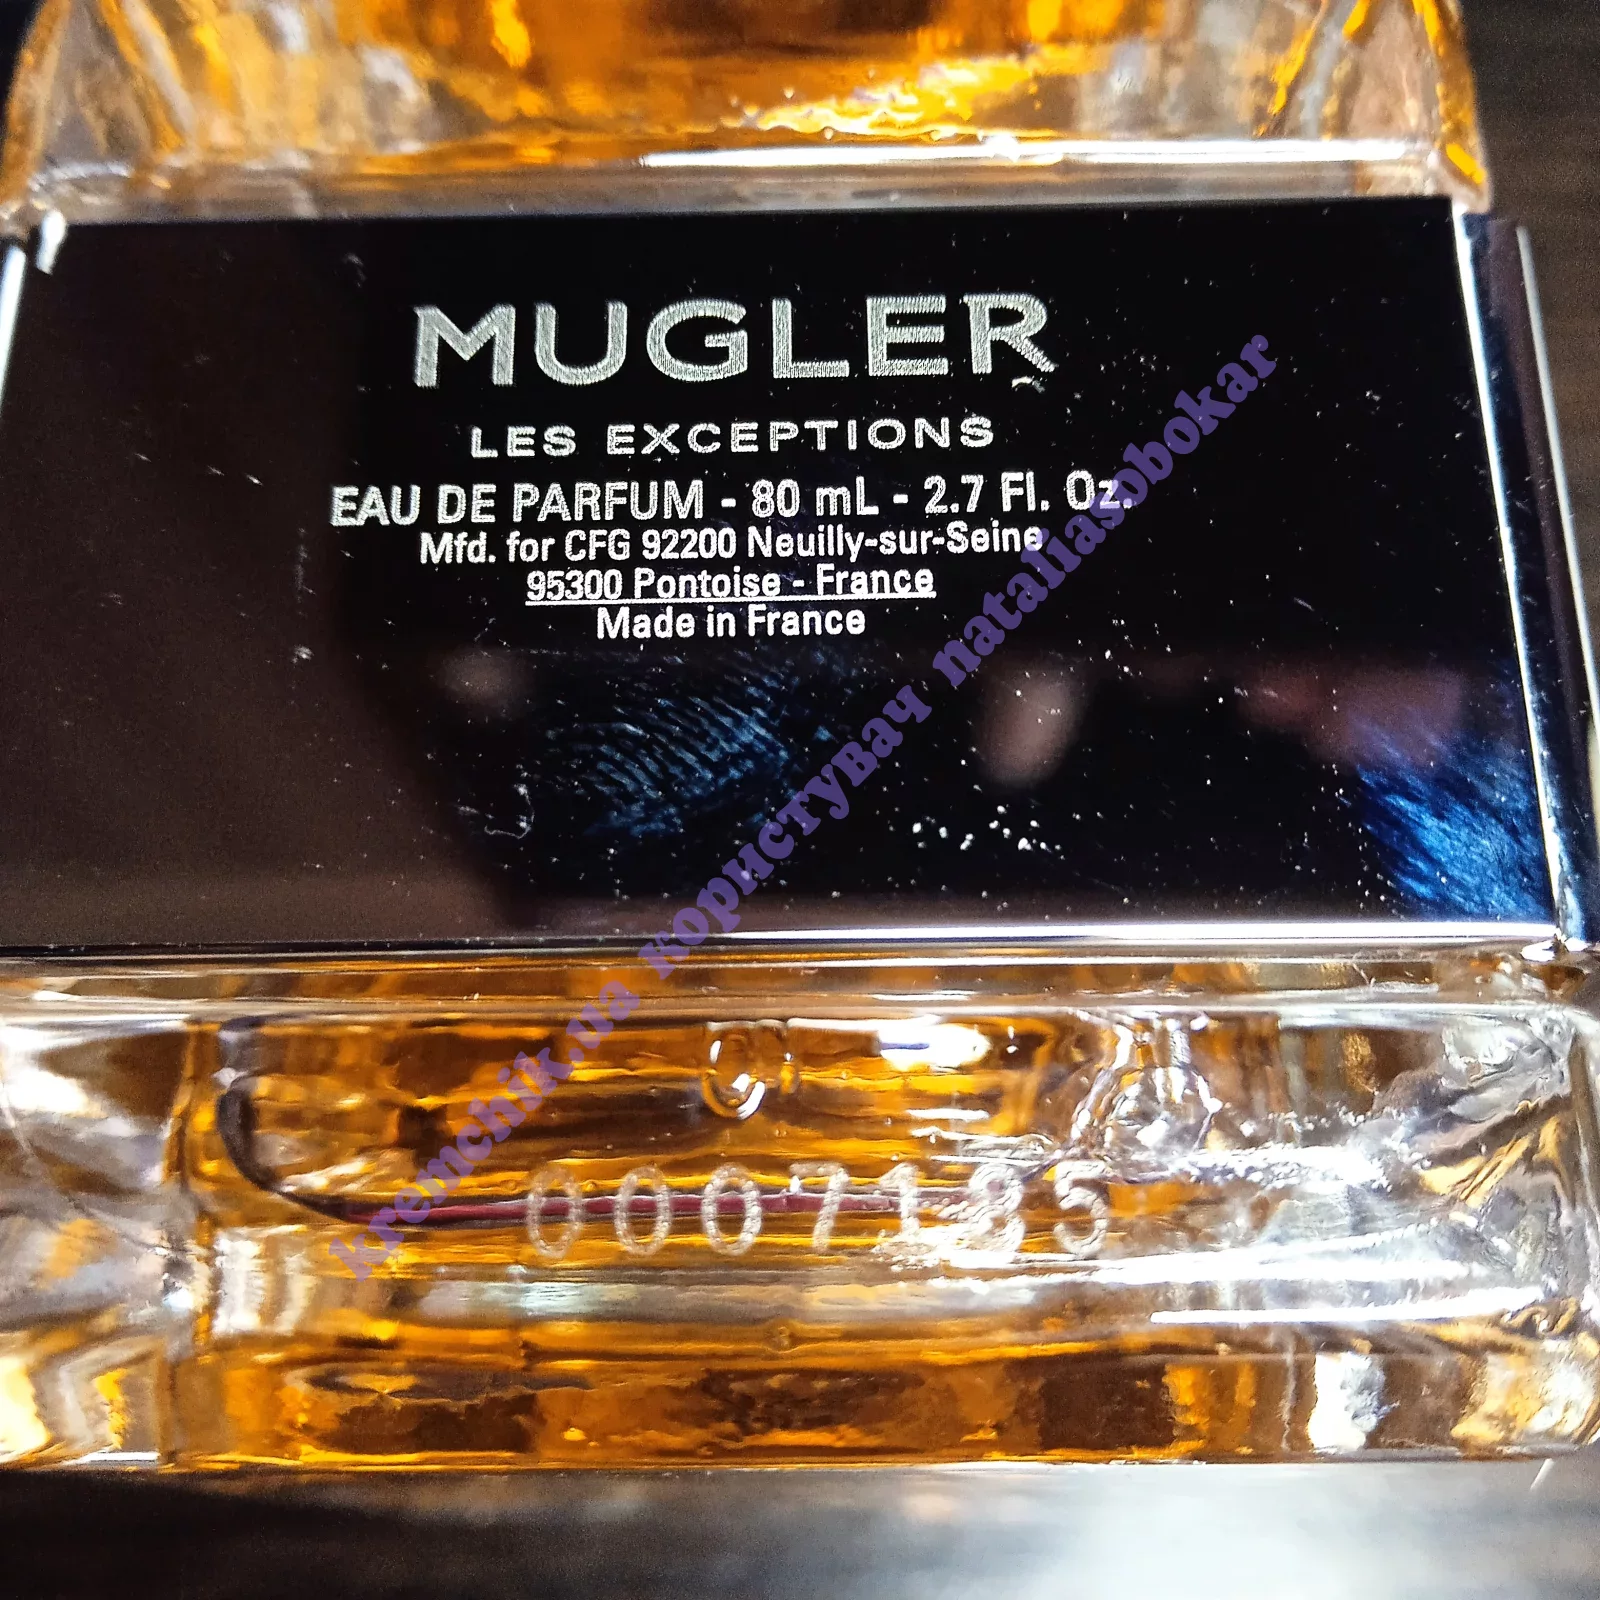 MUGLER
LES EXCEPTIONS
EAU DE PARFUM - 80 mL - 2.7 Fl. Oz.
Mfd. for CFG 92200 Neuilly-sur-Seine
95300 Pontoise - France
Made in France
kremchik.ua користувач nataliasobokar
0007185